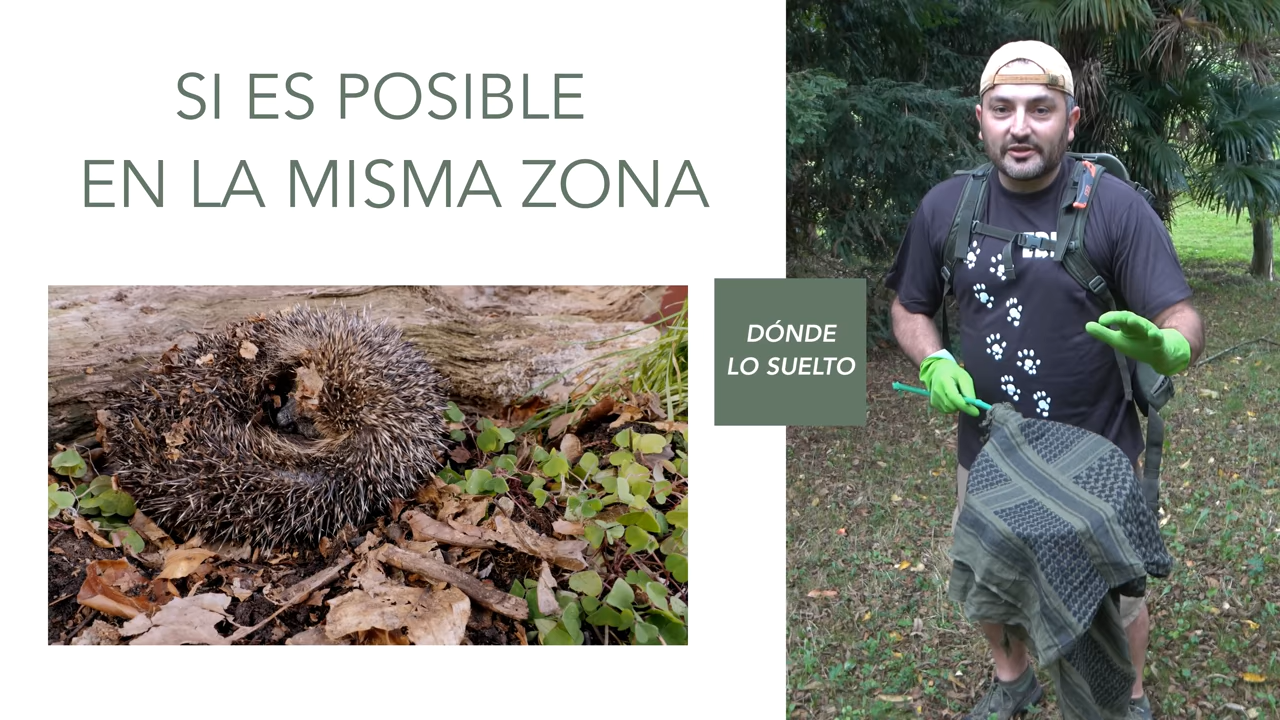 SI ES POSIBLE
EN LA MISMA ZONA
DÓNDE
LO SUELTO